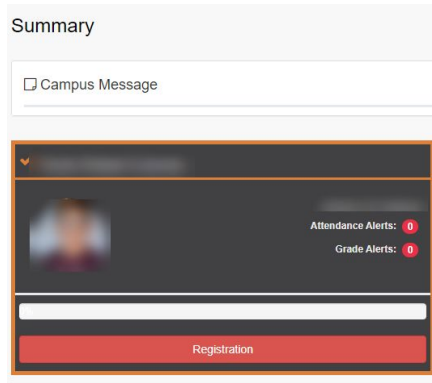 Summary
Campus Message
Attendance Alerts: 0
Grade Alerts: 0
Registration